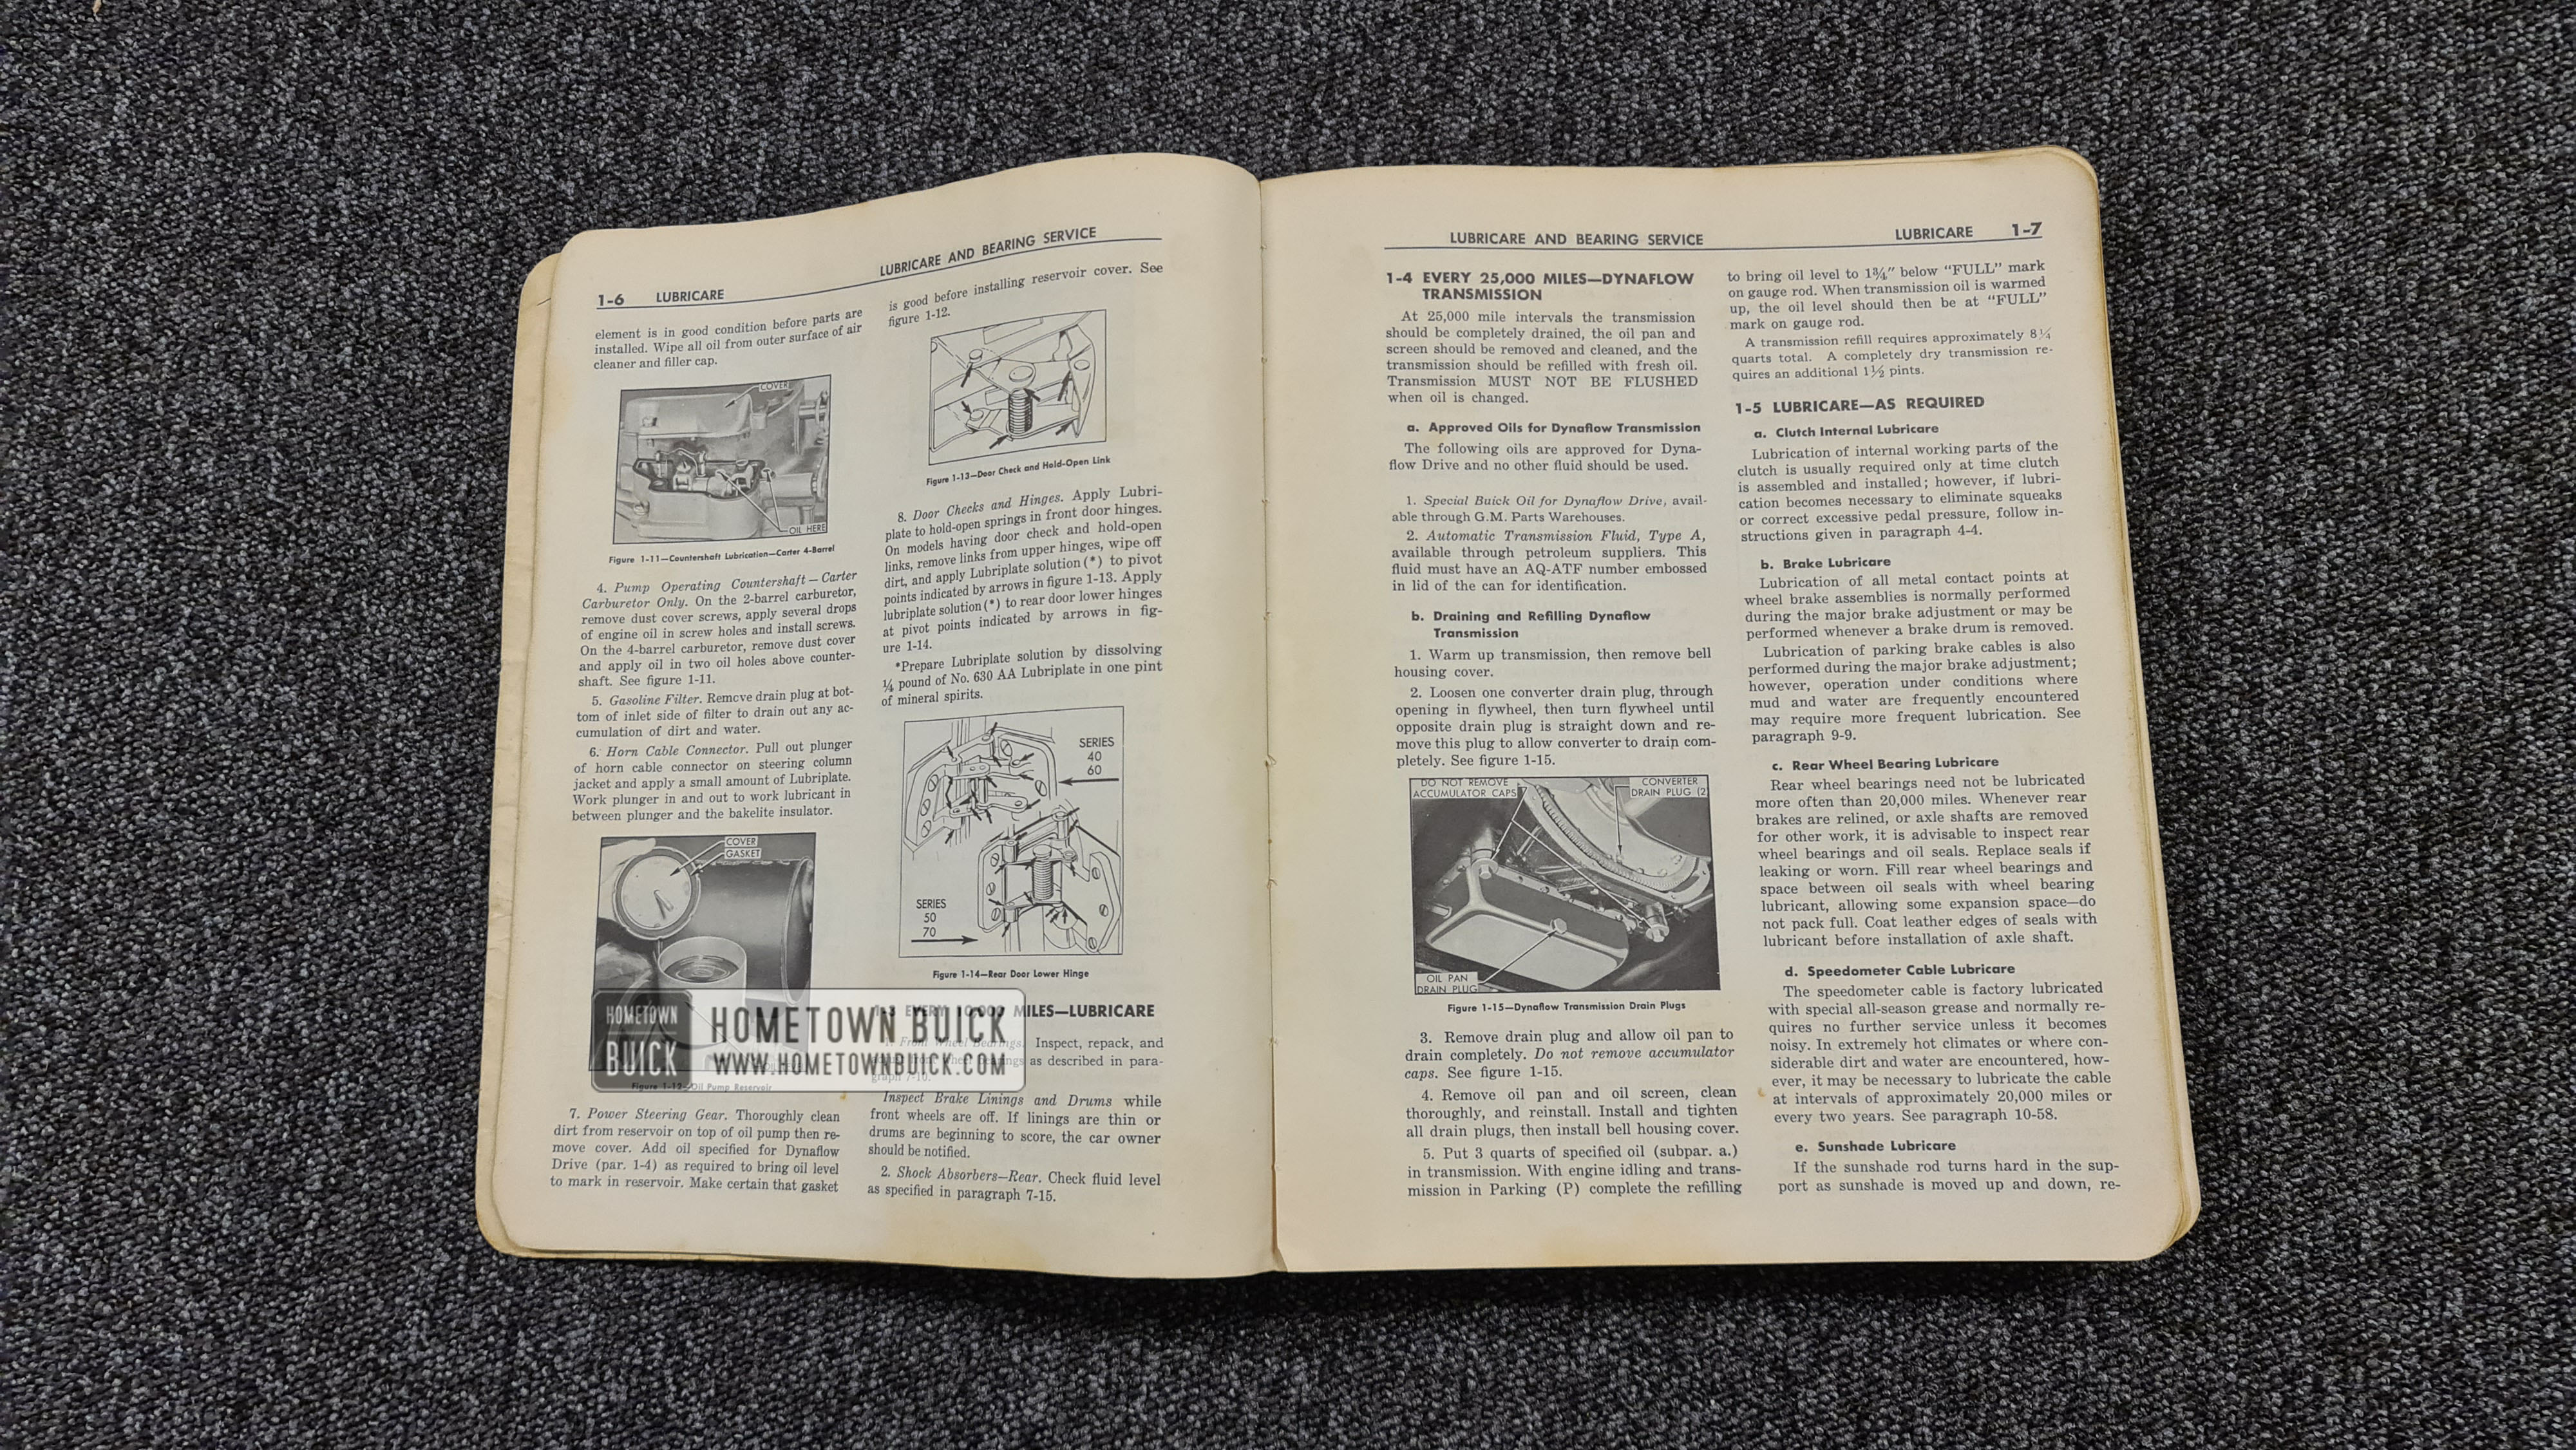 1-6 LUBRICARE
LUBRICARE AND BEARING SERVICE
element is in good condition before parts are
installed. Wipe all oil from outer surface of air
cleaner and filler cap.
COVER
OIL HERE
Figure 1-11—Countershaft Lubrication—Carter 4-Barrel
4. Pump Operating Countershaft—Carter
Carburetor Only. On the 2-barrel carburetor,
remove dust cover screws, apply several drops
of engine oil in screw holes and install screws.
On the 4-barrel carburetor, remove dust cover
and apply oil in two oil holes above counter-
shaft. See figure 1-11.
5. Gasoline Filter. Remove drain plug at bot-
tom of inlet side of filter to drain out any ac-
cumulation of dirt and water.
6. Horn Cable Connector. Pull out plunger
of horn cable connector on steering column
jacket and apply a small amount of Lubriplate.
Work plunger in and out to work lubricant in
between plunger and the bakelite insulator.
COVER
GASKET
Figure 1-12—Oil Pump Reservoir
7. Power Steering Gear. Thoroughly clean
dirt from reservoir on top of oil pump then re-
move cover. Add oil specified for Dynaflow
Drive (par. 1-4) as required to bring oil level
to mark in reservoir. Make certain that gasket
is good before installing reservoir cover. See
figure 1-12.
Figure 1-13—Door Check and Hold-Open Link
8. Door Checks and Hinges. Apply Lubri-
plate to hold-open springs in front door hinges.
On models having door check and hold-open
links, remove links from upper hinges, wipe off
dirt, and apply Lubriplate solution (*) to pivot
points indicated by arrows in figure 1-13. Apply
lubriplate solution (*) to rear door lower hinges
at pivot points indicated by arrows in fig-
ure 1-14.
*Prepare Lubriplate solution by dissolving
¼ pound of No. 630 AA Lubriplate in one pint
of mineral spirits.
SERIES
40
60
SERIES
50
70
Figure 1-14—Rear Door Lower Hinge
1-3 EVERY 10,000 MILES—LUBRICARE
1. Front Wheel Bearings. Inspect, repack, and
wheel bearings as described in para-
graph 7-16.
Inspect Brake Linings and Drums while
front wheels are off. If linings are thin or
drums are beginning to score, the car owner
should be notified.
2. Shock Absorbers—Rear. Check fluid level
as specified in paragraph 7-15.
HOMETOWN
BUICK
HOMETOWN BUICK
WWW.HOMETOWNBUICK.COM
LUBRICARE AND BEARING SERVICE
LUBRICARE 1-7
1-4 EVERY 25,000 MILES—DYNAFLOW
TRANSMISSION
At 25,000 mile intervals the transmission
should be completely drained, the oil pan and
screen should be removed and cleaned, and the
transmission should be refilled with fresh oil.
Transmission MUST NOT BE FLUSHED
when oil is changed.
a. Approved Oils for Dynaflow Transmission
The following oils are approved for Dyna-
flow Drive and no other fluid should be used.
1. Special Buick Oil for Dynaflow Drive, avail-
able through G.M. Parts Warehouses.
2. Automatic Transmission Fluid, Type A,
available through petroleum suppliers. This
fluid must have an AQ-ATF number embossed
in lid of the can for identification.
b. Draining and Refilling Dynaflow
Transmission
1. Warm up transmission, then remove bell
housing cover.
2. Loosen one converter drain plug, through
opening in flywheel, then turn flywheel until
opposite drain plug is straight down and re-
move this plug to allow converter to drain com-
pletely. See figure 1-15.
DO NOT REMOVE
ACCUMULATOR CAPS
CONVERTER
DRAIN PLUG (2
OIL PAN
DRAIN PLUG
Figure 1-15—Dynaflow Transmission Drain Plugs
3. Remove drain plug and allow oil pan to
drain completely. Do not remove accumulator
caps. See figure 1-15.
4. Remove oil pan and oil screen, clean
thoroughly, and reinstall. Install and tighten
all drain plugs, then install bell housing cover.
5. Put 3 quarts of specified oil (subpar. a.)
in transmission. With engine idling and trans-
mission in Parking (P) complete the refilling
to bring oil level to 1¾" below "FULL" mark
on gauge rod. When transmission oil is warmed
up, the oil level should then be at "FULL"
mark on gauge rod.
A transmission refill requires approximately 8¼
quarts total. A completely dry transmission re-
quires an additional 1½ pints.
1-5 LUBRICARE—AS REQUIRED
a. Clutch Internal Lubricare
Lubrication of internal working parts of the
clutch is usually required only at time clutch
is assembled and installed; however, if lubri-
cation becomes necessary to eliminate squeaks
or correct excessive pedal pressure, follow in-
structions given in paragraph 4-4.
b. Brake Lubricare
Lubrication of all metal contact points at
wheel brake assemblies is normally performed
during the major brake adjustment or may be
performed whenever a brake drum is removed.
Lubrication of parking brake cables is also
performed during the major brake adjustment;
however, operation under conditions where
mud and water are frequently encountered
may require more frequent lubrication. See
paragraph 9-9.
c. Rear Wheel Bearing Lubricare
Rear wheel bearings need not be lubricated
more often than 20,000 miles. Whenever rear
brakes are relined, or axle shafts are removed
for other work, it is advisable to inspect rear
wheel bearings and oil seals. Replace seals if
leaking or worn. Fill rear wheel bearings and
space between oil seals with wheel bearing
lubricant, allowing some expansion space—do
not pack full. Coat leather edges of seals with
lubricant before installation of axle shaft.
d. Speedometer Cable Lubricare
The speedometer cable is factory lubricated
with special all-season grease and normally re-
quires no further service unless it becomes
noisy. In extremely hot climates or where con-
siderable dirt and water are encountered, how-
ever, it may be necessary to lubricate the cable
at intervals of approximately 20,000 miles or
every two years. See paragraph 10-58.
e. Sunshade Lubricare
If the sunshade rod turns hard in the sup-
port as sunshade is moved up and down, re-